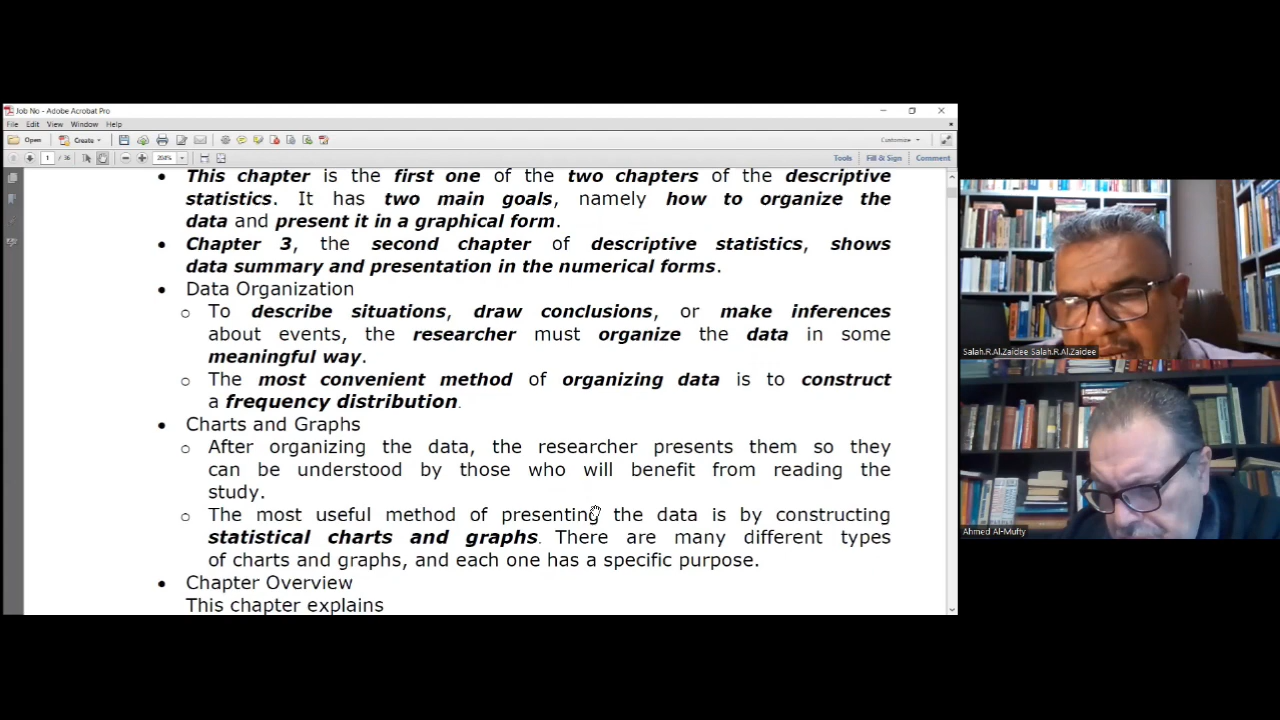 Job No - Adobe Acrobat Pro
File Edit View Window Help
Open Create Customize
1 / 36 204% Tools Fill & Sign Comment
• This chapter is the first one of the two chapters of the descriptive
statistics. It has two main goals, namely how to organize the
data and present it in a graphical form.
• Chapter 3, the second chapter of descriptive statistics, shows
data summary and presentation in the numerical forms.
• Data Organization
o To describe situations, draw conclusions, or make inferences
about events, the researcher must organize the data in some
meaningful way.
o The most convenient method of organizing data is to construct
a frequency distribution.
• Charts and Graphs
o After organizing the data, the researcher presents them so they
can be understood by those who will benefit from reading the
study.
o The most useful method of presenting the data is by constructing
statistical charts and graphs. There are many different types
of charts and graphs, and each one has a specific purpose.
• Chapter Overview
This chapter explains
Salah.R.Al.Zaidee Salah.R.Al.Zaidee
Ahmed Al-Mufty